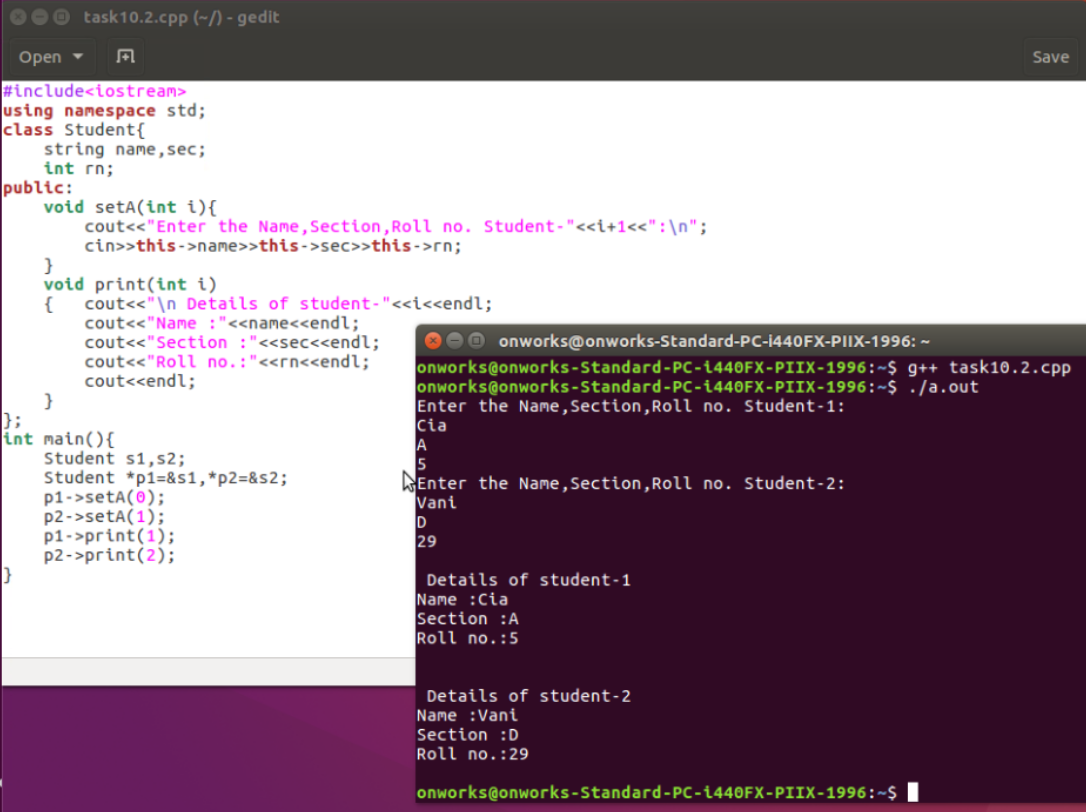 task10.2.cpp (~/) - gedit
Open
Save
#include<iostream>
using namespace std;
class Student{
    string name,sec;
    int rn;
public:
    void setA(int i){
        cout<<"Enter the Name,Section,Roll no. Student-"<<i+1<<":\n";
        cin>>this->name>>this->sec>>this->rn;
    }
    void print(int i)
    {   cout<<"\n Details of student-"<<i<<endl;
        cout<<"Name :"<<name<<endl;
        cout<<"Section :"<<sec<<endl;
        cout<<"Roll no.:"<<rn<<endl;
        cout<<endl;
    }
};
int main(){
    Student s1,s2;
    Student *p1=&s1,*p2=&s2;
    p1->setA(0);
    p2->setA(1);
    p1->print(1);
    p2->print(2);
}
onworks@onworks-Standard-PC-i440FX-PIIX-1996: ~
onworks@onworks-Standard-PC-i440FX-PIIX-1996:~$ g++ task10.2.cpp
onworks@onworks-Standard-PC-i440FX-PIIX-1996:~$ ./a.out
Enter the Name,Section,Roll no. Student-1:
Cia
A
5
Enter the Name,Section,Roll no. Student-2:
Vani
D
29
 Details of student-1
Name :Cia
Section :A
Roll no.:5
 Details of student-2
Name :Vani
Section :D
Roll no.:29
onworks@onworks-Standard-PC-i440FX-PIIX-1996:~$